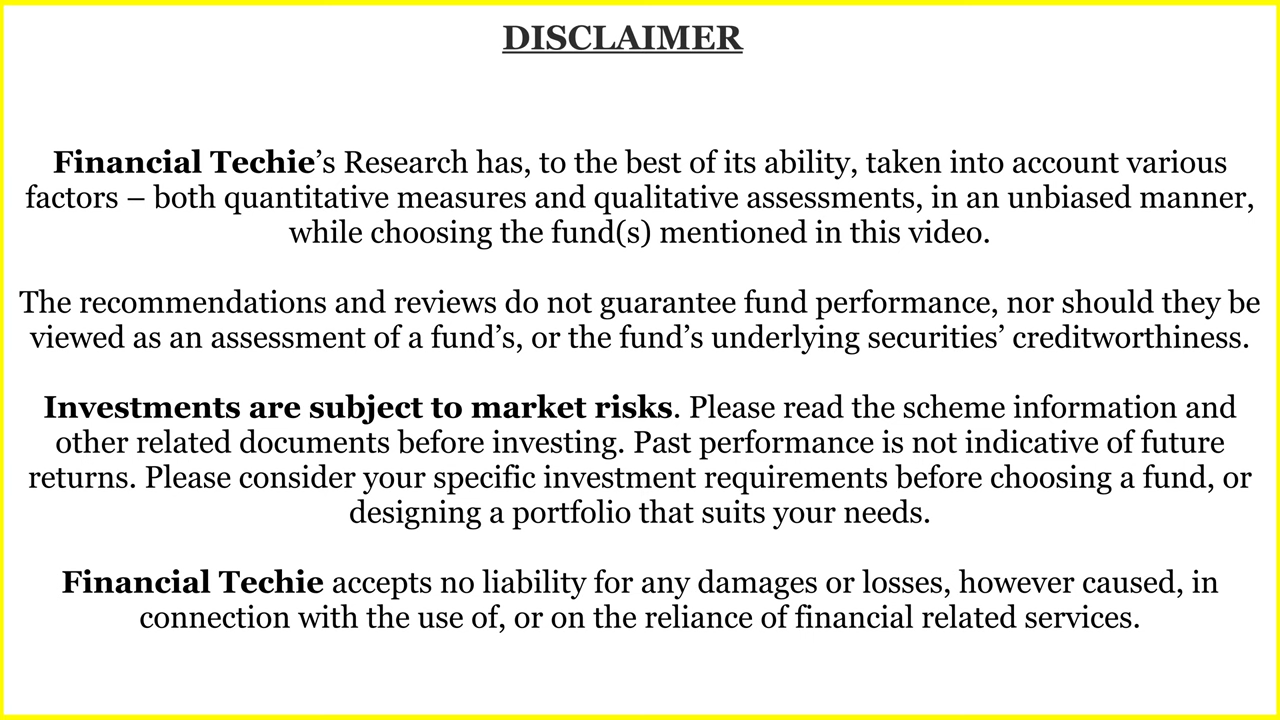 DISCLAIMER
Financial Techie’s Research has, to the best of its ability, taken into account various
factors – both quantitative measures and qualitative assessments, in an unbiased manner,
while choosing the fund(s) mentioned in this video.
The recommendations and reviews do not guarantee fund performance, nor should they be
viewed as an assessment of a fund’s, or the fund’s underlying securities’ creditworthiness.
Investments are subject to market risks. Please read the scheme information and
other related documents before investing. Past performance is not indicative of future
returns. Please consider your specific investment requirements before choosing a fund, or
designing a portfolio that suits your needs.
Financial Techie accepts no liability for any damages or losses, however caused, in
connection with the use of, or on the reliance of financial related services.